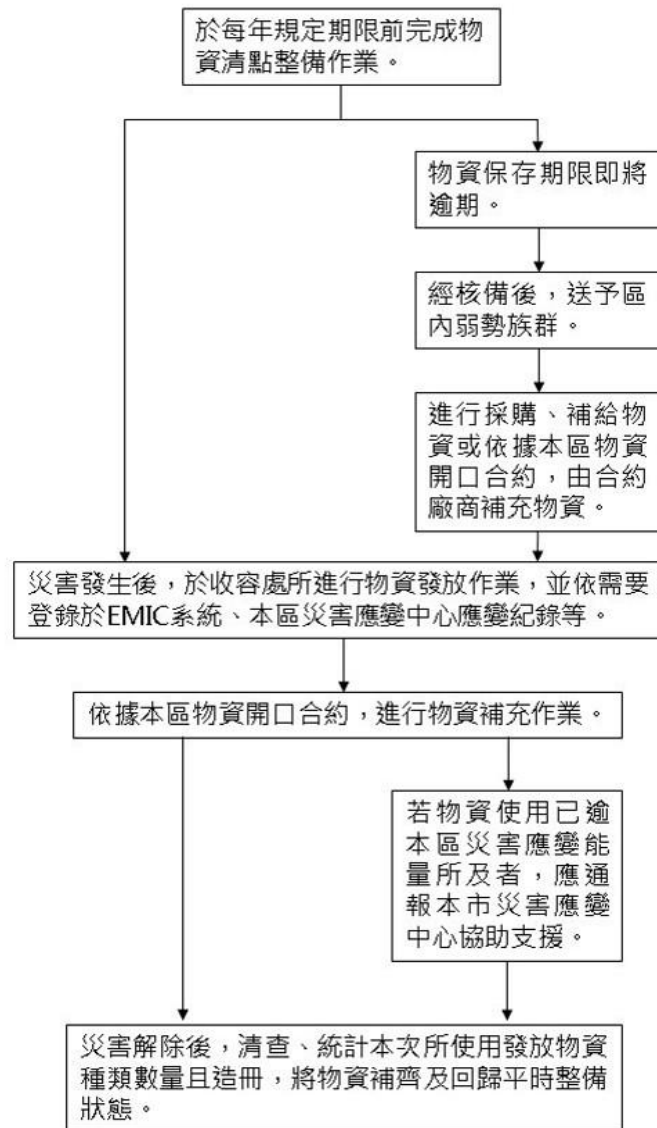 於每年規定期限前完成物
資清點整備作業。
物資保存期限即將
逾期。
經核備後，送予區
內弱勢族群。
進行採購、補給物
資或依據本區物資
開口合約，由合約
廠商補充物資。
災害發生後，於收容處所進行物資發放作業，並依需要
登錄於EMIC系統、本區災害應變中心應變紀錄等。
依據本區物資開口合約，進行物資補充作業。
若物資使用已逾
本區災害應變能
量所及者，應通
報本市災害應變
中心協助支援。
災害解除後，清查、統計本次所使用發放物資
種類數量且造冊，將物資補齊及回歸平時整備
狀態。